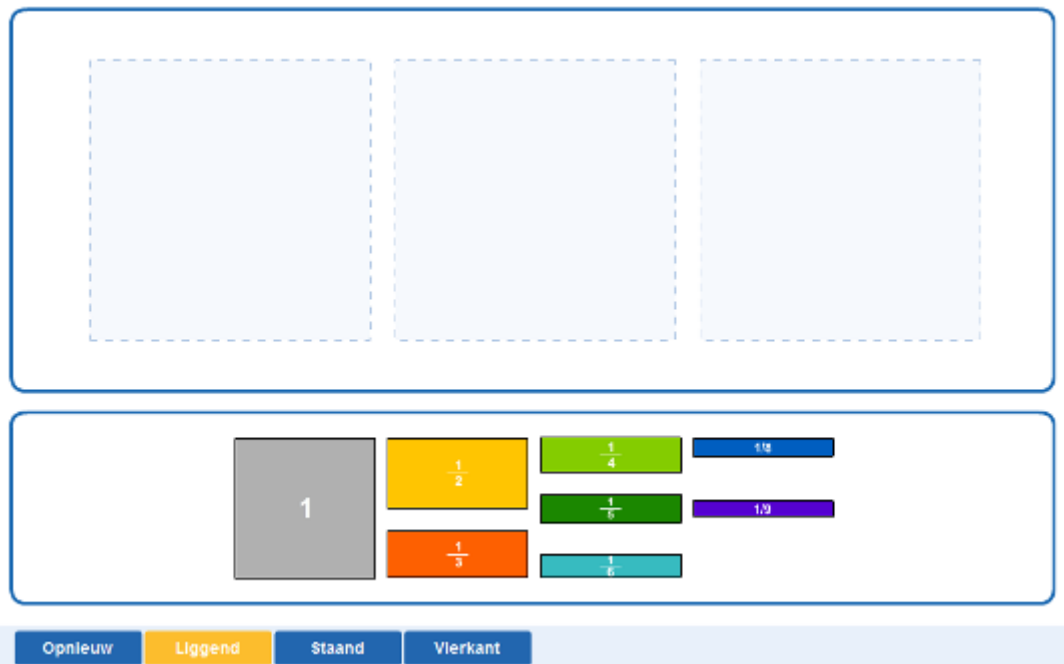 1
1/2
1/3
1/4
1/5
1/6
1/8
1/9
Opnieuw
Liggend
Staand
Vierkant